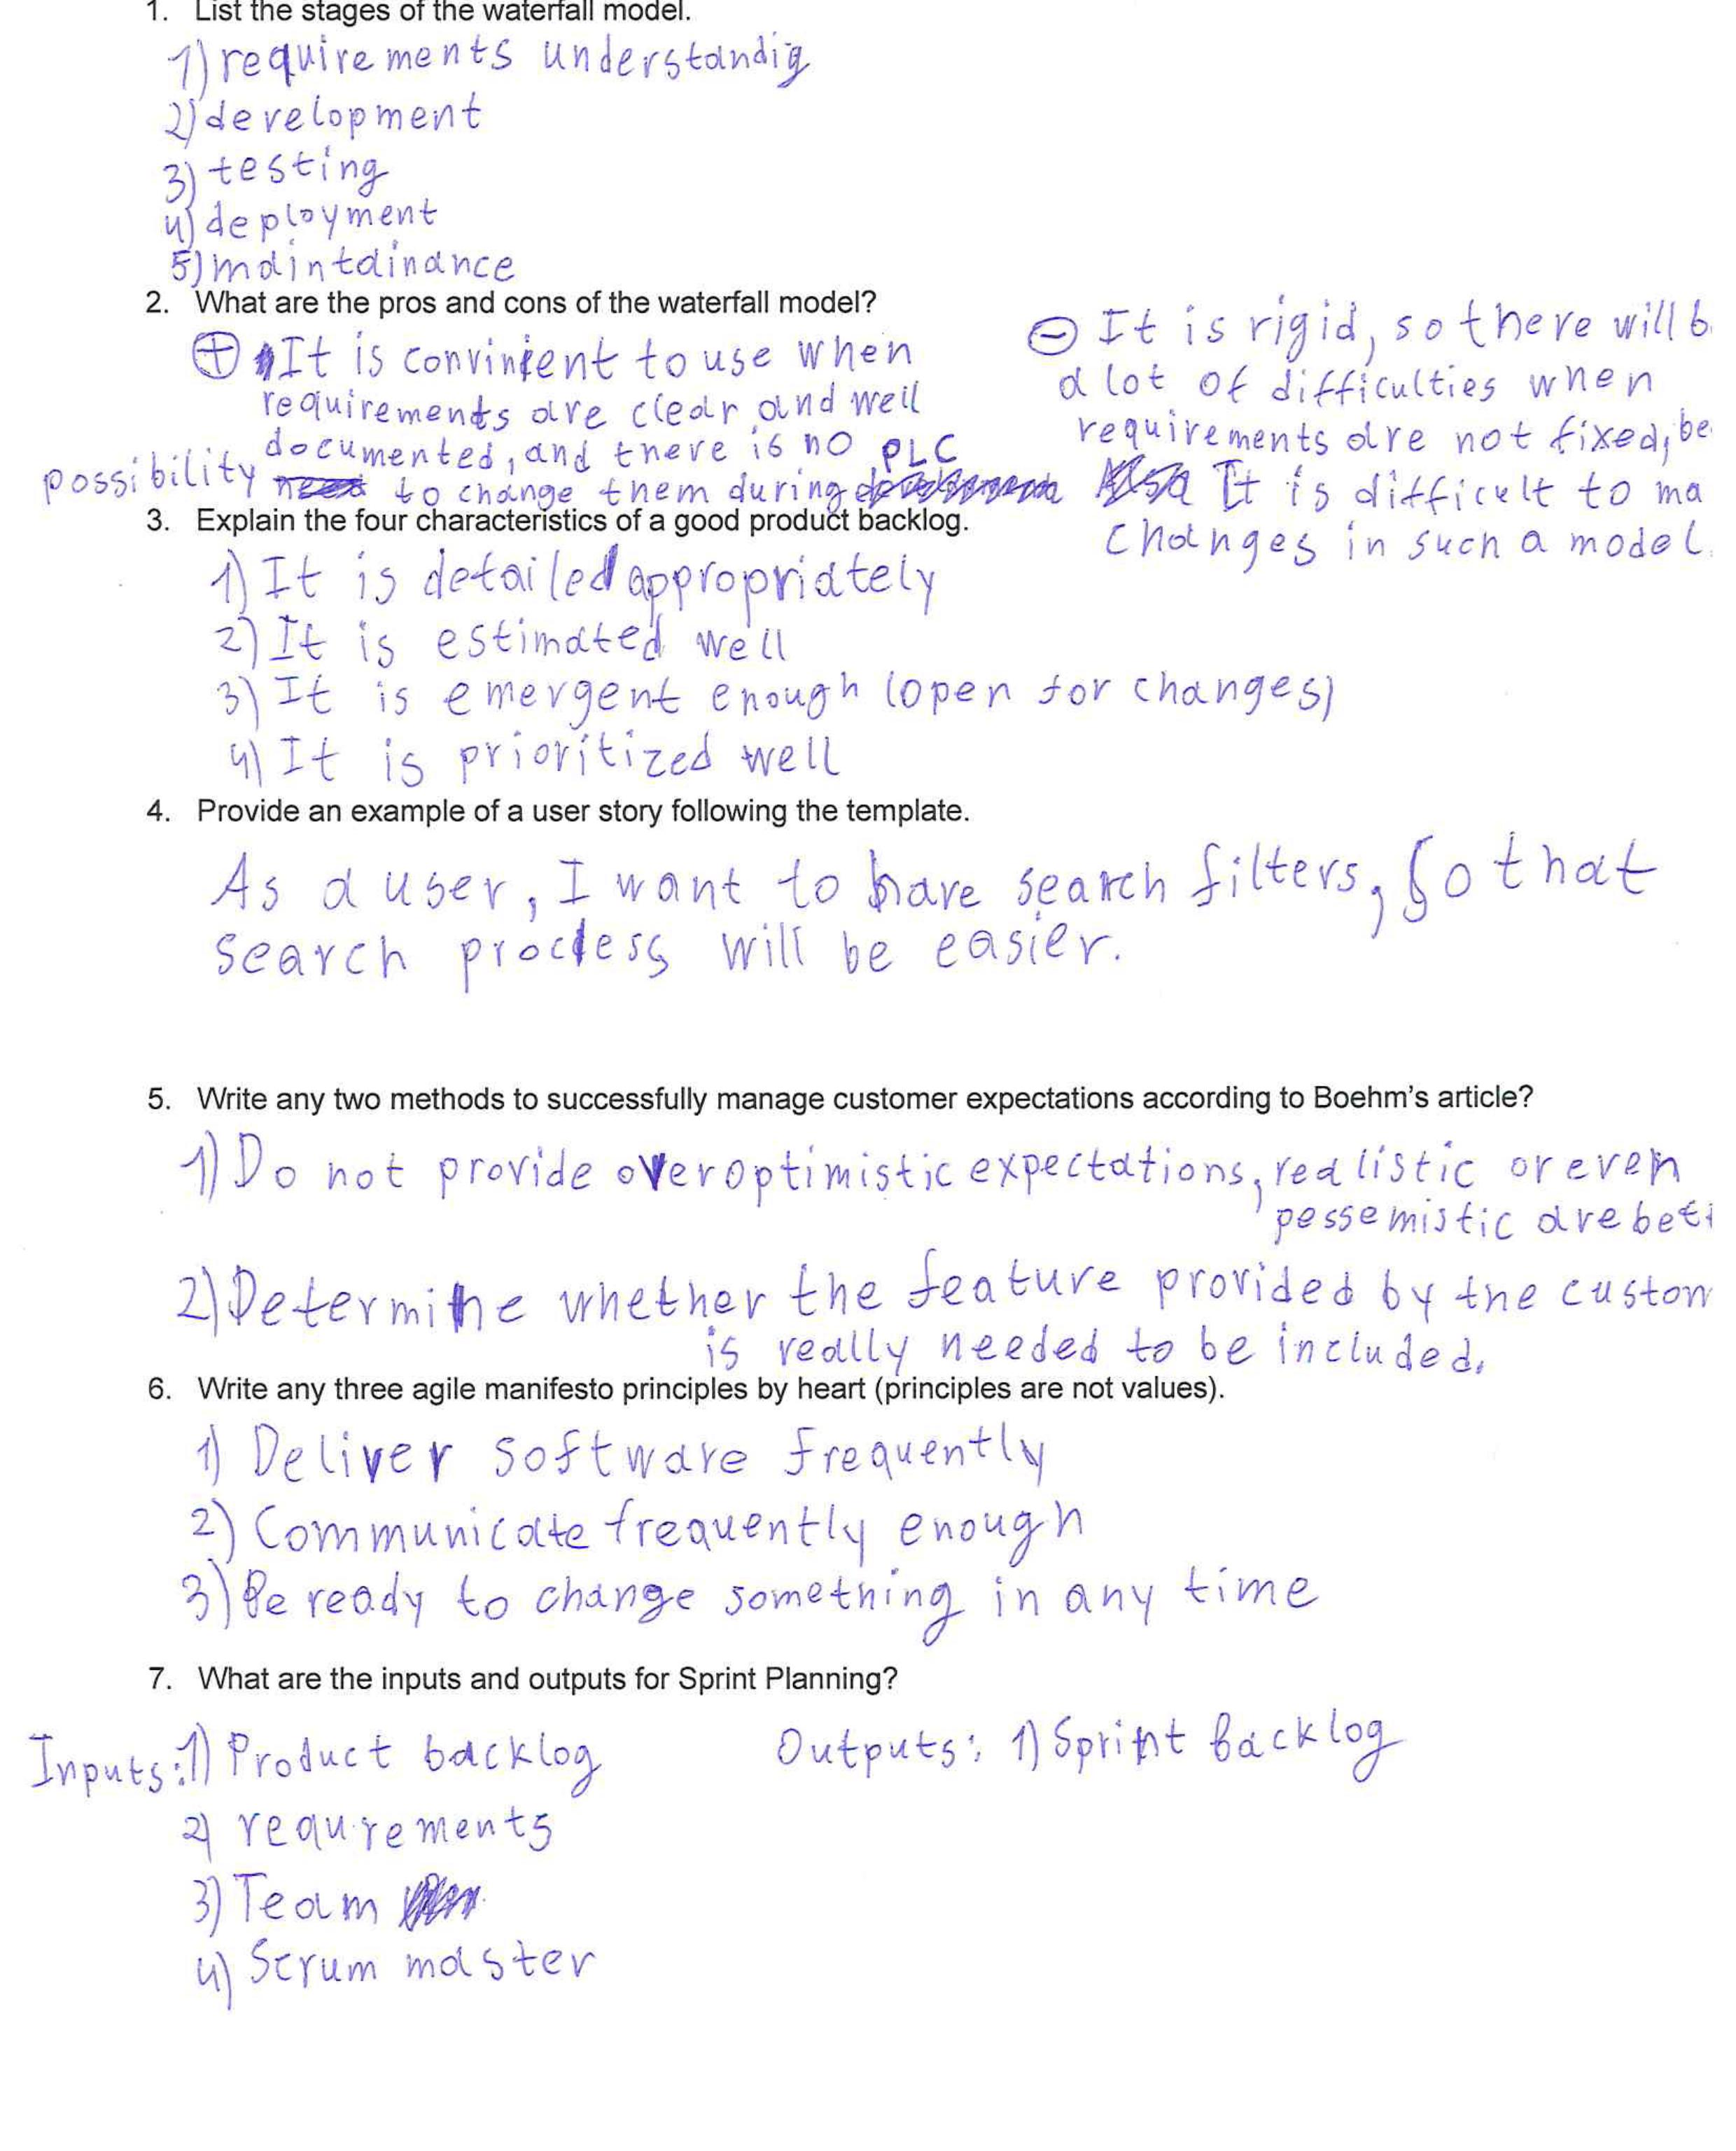 1. List the stages of the waterfall model.
1) requirements understandig
2) development
3) testing
4) deployment
5) maintainance
2. What are the pros and cons of the waterfall model?
⊕ It is convinient to use when
requirements are clear and well
documented, and there is no PLC
possibility to change them during
⊖ It is rigid, so there will b
a lot of difficulties when
requirements are not fixed, be
It is difficult to ma
changes in such a model.
3. Explain the four characteristics of a good product backlog.
1) It is detailed appropriately
2) It is estimated well
3) It is emergent enough (open for changes)
4) It is prioritized well
4. Provide an example of a user story following the template.
As a user, I want to have search filters, so that
search process will be easier.
5. Write any two methods to successfully manage customer expectations according to Boehm's article?
1) Do not provide overoptimistic expectations, realistic or even
pessemistic are bett
2) Determine whether the feature provided by the custom
is really needed to be included.
6. Write any three agile manifesto principles by heart (principles are not values).
1) Deliver software frequently
2) Communicate frequently enough
3) Be ready to change something in any time
7. What are the inputs and outputs for Sprint Planning?
Inputs: 1) Product backlog
2) requrements
3) Team
4) Scrum master
Outputs: 1) Sprint backlog